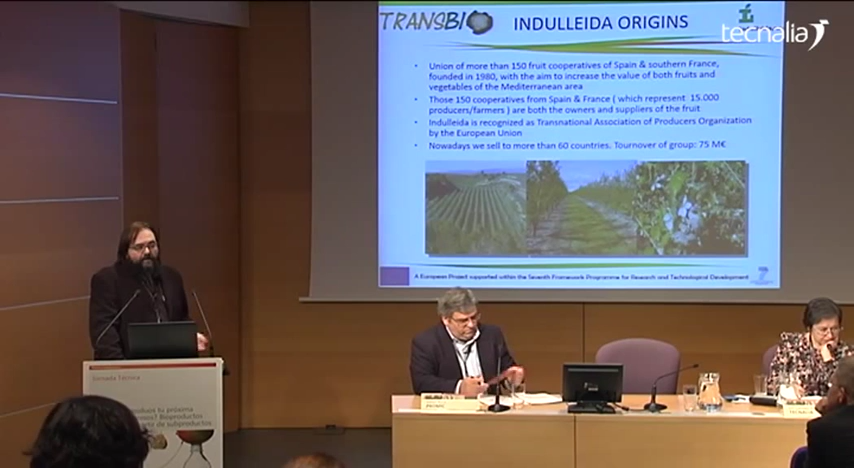 TRANSBIO
INDULLEIDA ORIGINS
tecnalia
• Union of more than 150 fruit cooperatives of Spain & southern France,
founded in 1980, with the aim to increase the value of both fruits and
vegetables of the Mediterranean area
• Those 150 cooperatives from Spain & France ( which represent 15.000
producers/farmers ) are both the owners and suppliers of the fruit
• Indulleida is recognized as Transnational Association of Producers Organization
by the European Union
• Nowadays we sell to more than 60 countries. Tournover of group: 75 M€
A European Project supported within the Seventh Framework Programme for Research and Technological Development
Jornada Técnica
tu próxima
Bioproductos
de subproductos